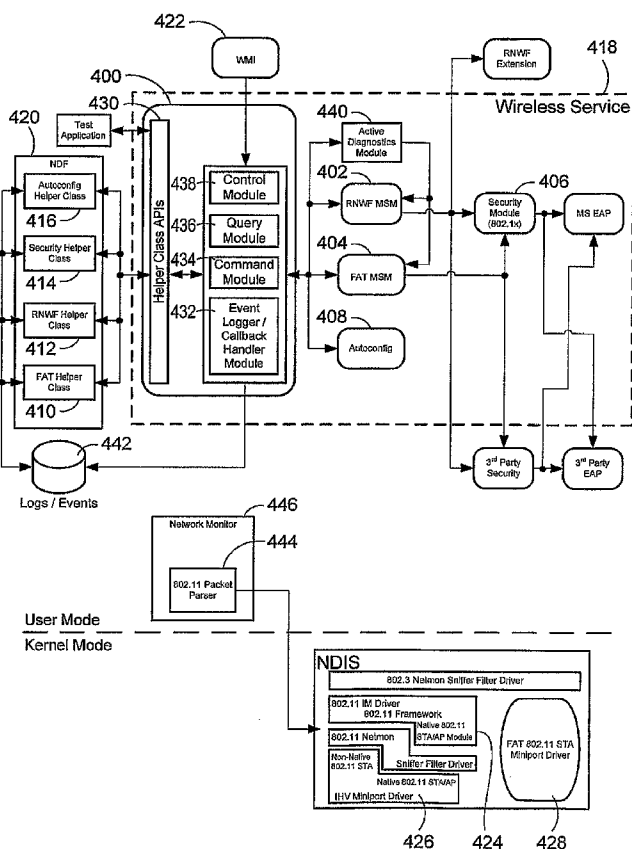 422
WMI
RNWF
Extension
418
400
Wireless Service
430
420
Test
Application
440
NDF
Active
Diagnostics
Module
Autoconfig
Helper Class
416
438
Control
Module
402
406
RNWF MSM
Security
Module
(802.1x)
MS EAP
Helper Class APIs
436
Query
Module
Security Helper
Class
414
434
Command
Module
404
FAT MSM
432
Event
Logger /
Callback
Handler
Module
408
Autoconfig
RNWF Helper
Class
412
FAT Helper
Class
410
442
Logs / Events
3rd Party
Security
3rd Party
EAP
446
Network Monitor
444
802.11 Packet
Parser
User Mode
Kernel Mode
NDIS
802.3 Netmon Sniffer Filter Driver
802.11 IM Driver
802.11 Framework
Native 802.11
STA/AP Module
802.11 Netmon
Sniffer Filter Driver
Non-Native
802.11 STA
Native 802.11 STA/AP
IHV Miniport Driver
FAT 802.11 STA
Miniport Driver
426
424
428